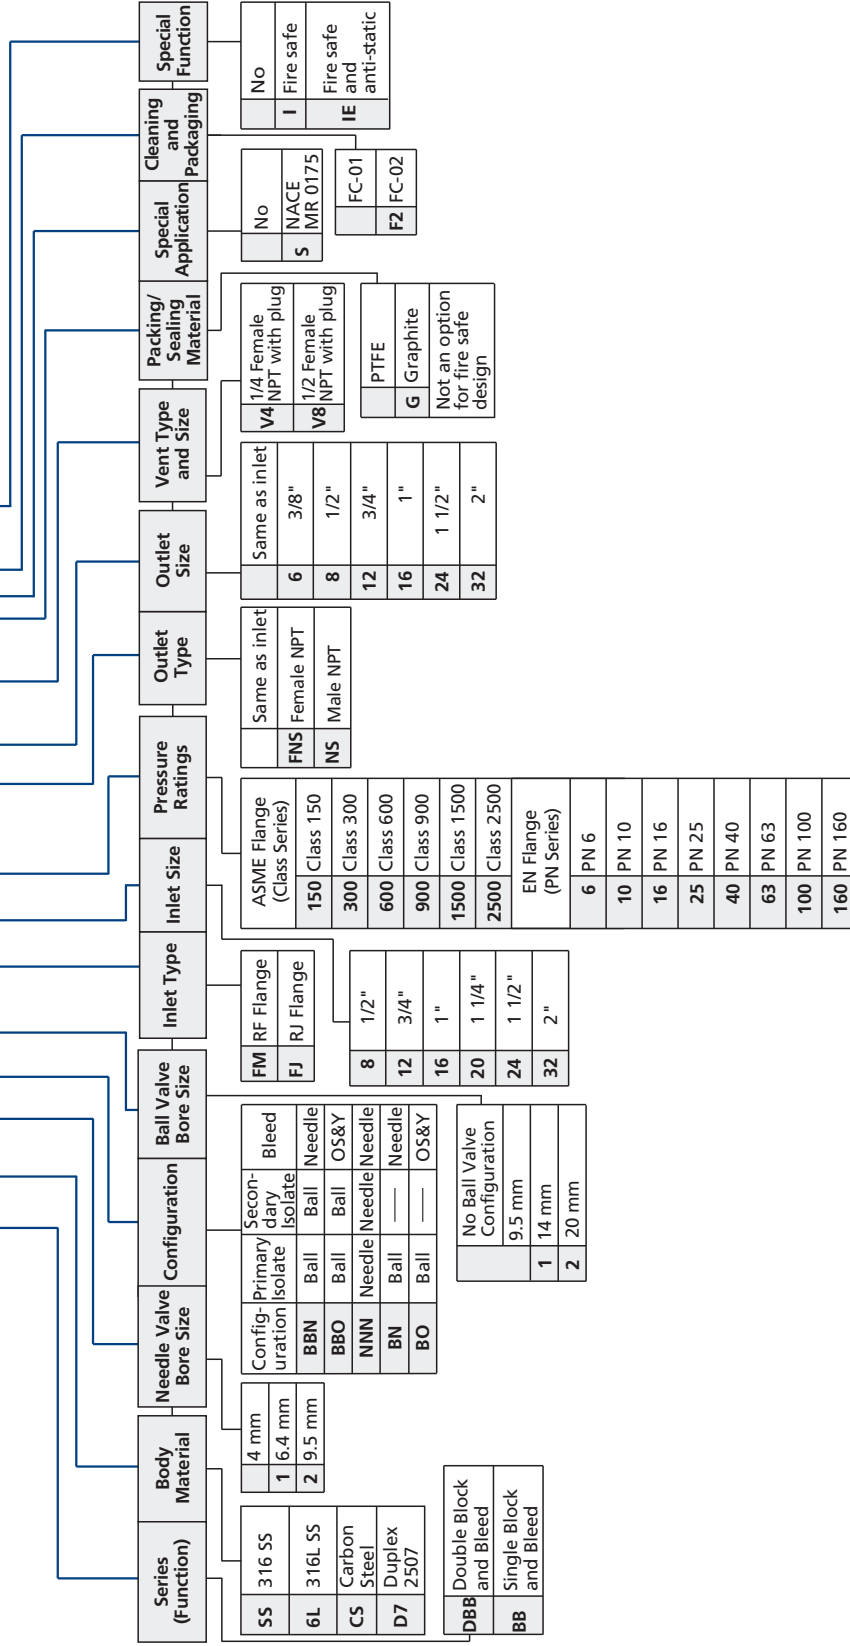 Series
(Function)
Body
Material
Needle Valve
Bore Size
Configuration
Ball Valve
Bore Size
Inlet Type
Inlet Size
Pressure
Ratings
Outlet
Type
Outlet
Size
Vent Type
and Size
Packing/
Sealing
Material
Special
Application
Cleaning
and
Packaging
Special
Function
SS 316 SS
6L 316L SS
CS Carbon
Steel
D7 Duplex
2507
DBB Double Block
and Bleed
BB Single Block
and Bleed
4 mm
1 6.4 mm
2 9.5 mm
Config-
uration
Primary
Isolate
Secon-
dary
Isolate
Bleed
BBN Ball Ball Needle
BBO Ball Ball OS&Y
NNN Needle Needle Needle
BN Ball —— Needle
BO Ball —— OS&Y
No Ball Valve
Configuration
9.5 mm
1 14 mm
2 20 mm
FM RF Flange
FJ RJ Flange
8 1/2"
12 3/4"
16 1"
20 1 1/4"
24 1 1/2"
32 2"
ASME Flange
(Class Series)
150 Class 150
300 Class 300
600 Class 600
900 Class 900
1500 Class 1500
2500 Class 2500
EN Flange
(PN Series)
6 PN 6
10 PN 10
16 PN 16
25 PN 25
40 PN 40
63 PN 63
100 PN 100
160 PN 160
Same as inlet
FNS Female NPT
NS Male NPT
Same as inlet
6 3/8"
8 1/2"
12 3/4"
16 1"
24 1 1/2"
32 2"
V4 1/4 Female
NPT with plug
V8 1/2 Female
NPT with plug
PTFE
G Graphite
Not an option
for fire safe
design
No
S NACE
MR 0175
FC-01
F2 FC-02
No
I Fire safe
IE Fire safe
and
anti-static